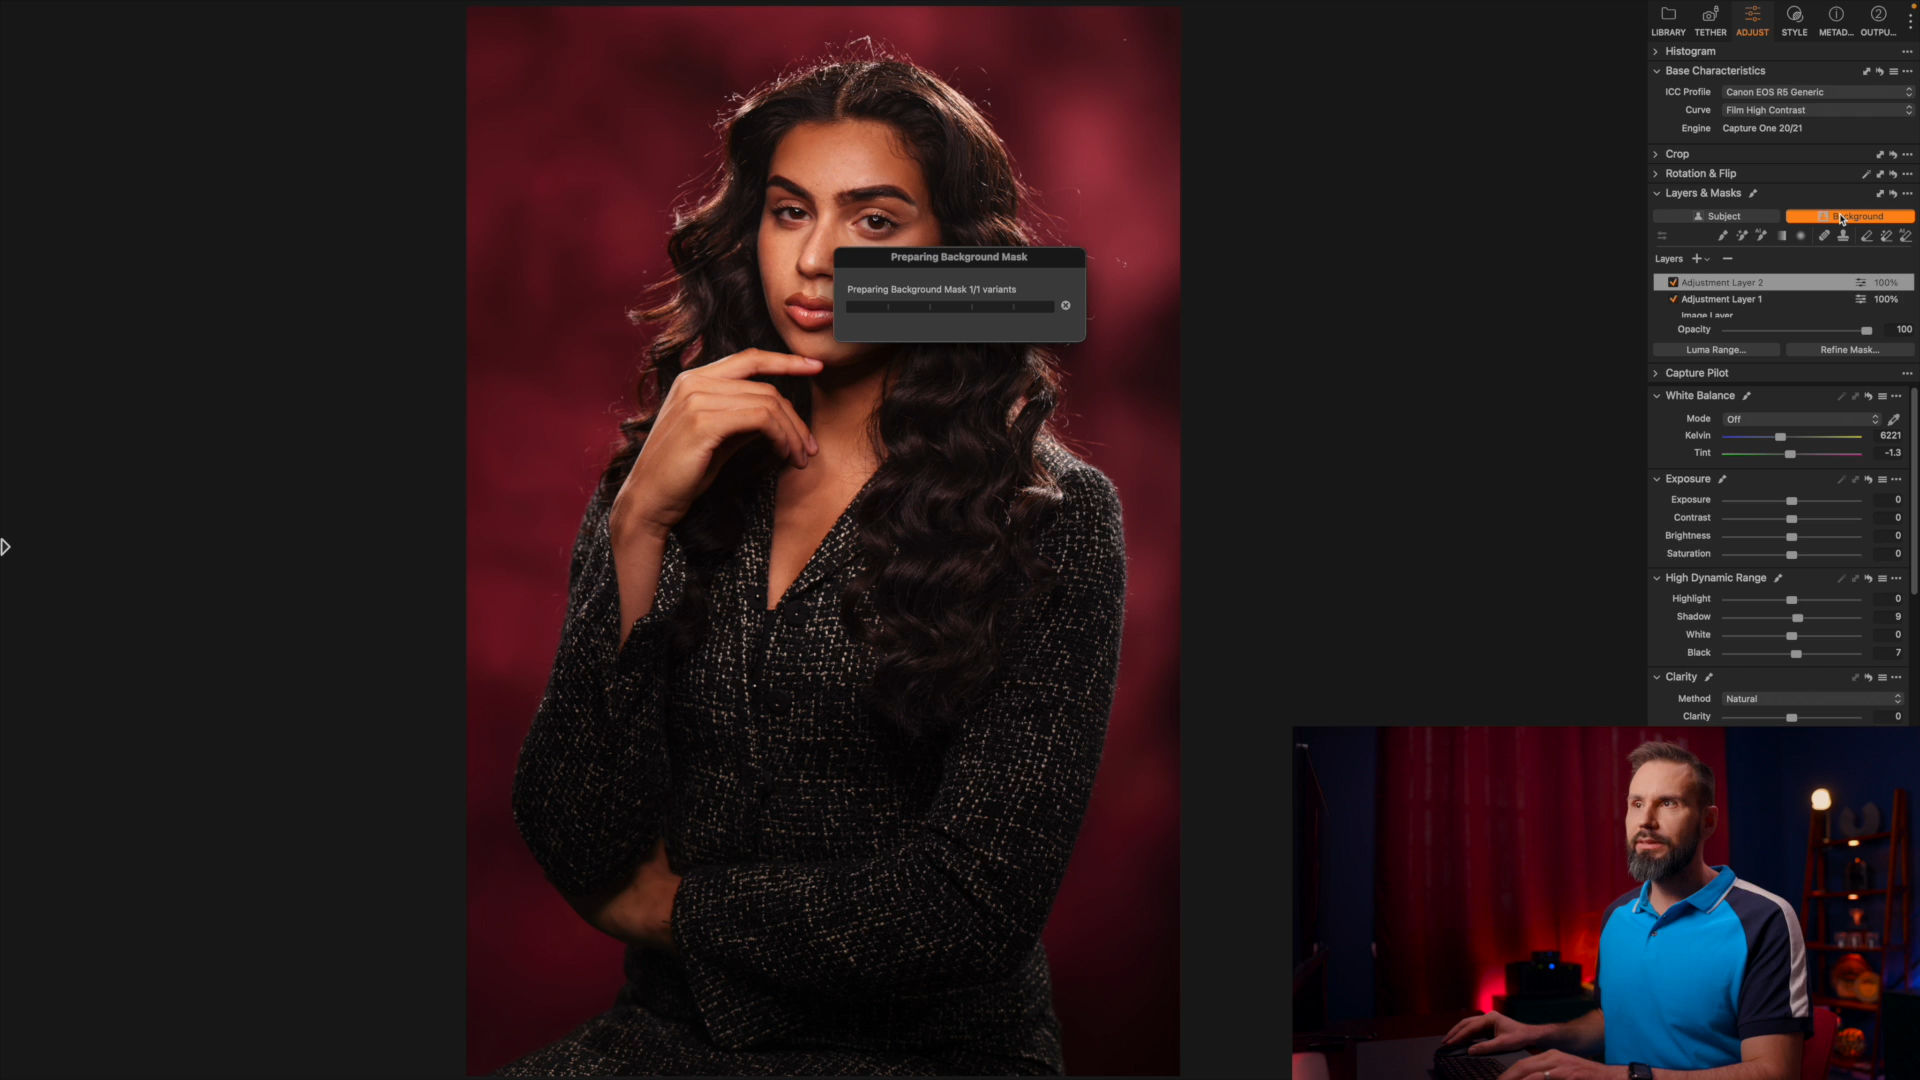 LIBRARY TETHER ADJUST STYLE METAD... OUTPU...
Histogram
Base Characteristics
ICC Profile Canon EOS R5 Generic
Curve Film High Contrast
Engine Capture One 20/21
Crop
Rotation & Flip
Layers & Masks
Subject Background
Layers
Adjustment Layer 2 100%
Adjustment Layer 1 100%
Image Layer
Opacity 100
Luma Range... Refine Mask...
Capture Pilot
White Balance
Mode Off
Kelvin 6221
Tint -1.3
Exposure
Exposure 0
Contrast 0
Brightness 0
Saturation 0
High Dynamic Range
Highlight 0
Shadow 9
White 0
Black 7
Clarity
Method Natural
Clarity 0
Preparing Background Mask
Preparing Background Mask 1/1 variants